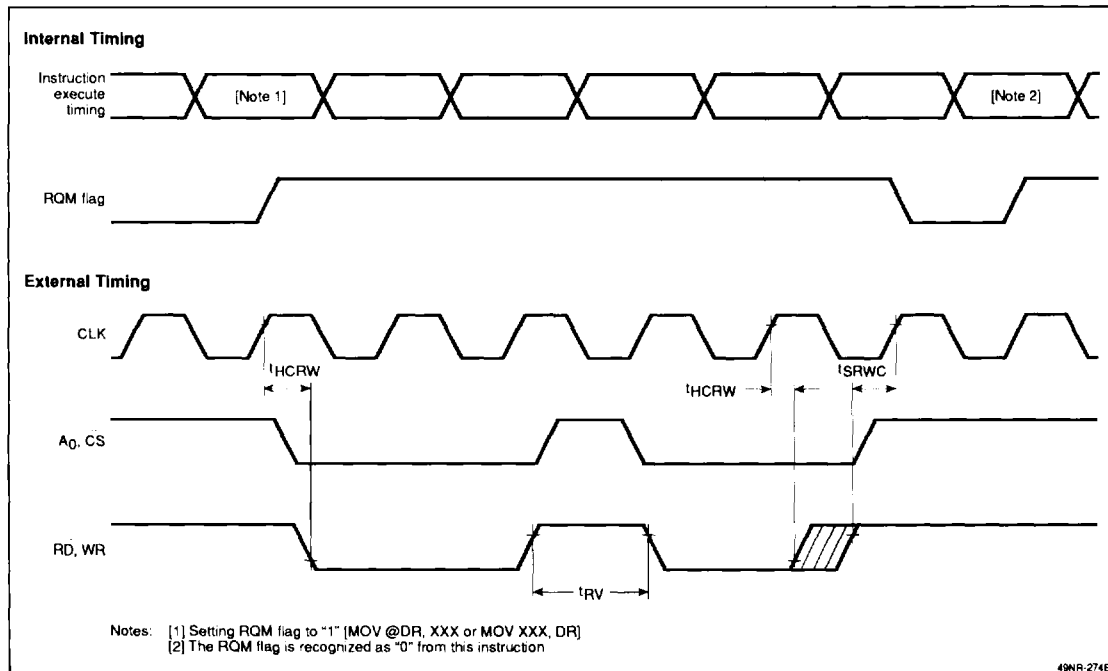 Internal Timing
Instruction
execute
timing
[Note 1]
[Note 2]
RQM flag
External Timing
CLK
tHCRW
tHCRW
tSRWC
A0, CS
RD, WR
tRV
Notes: [1] Setting RQM flag to "1" [MOV @DR, XXX or MOV XXX, DR]
[2] The RQM flag is recognized as "0" from this instruction
49NR-274B